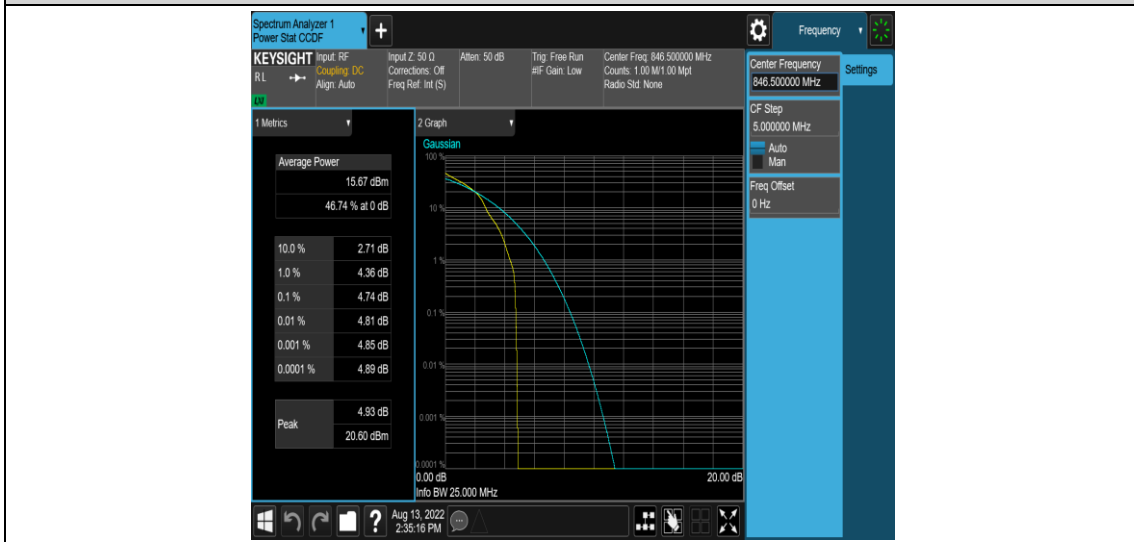 Spectrum Analyzer 1
Power Stat CCDF
+
Frequency
KEYSIGHT
RL
LXI
Input: RF
Coupling: DC
Align: Auto
Input Z: 50 Ω
Corrections: Off
Freq Ref: Int (S)
Atten: 50 dB
Trig: Free Run
#IF Gain: Low
Center Freq: 846.500000 MHz
Counts: 1.00 M/1.00 Mpt
Radio Std: None
Center Frequency
846.500000 MHz
Settings
CF Step
5.000000 MHz
Auto
Man
Freq Offset
0 Hz
1 Metrics
Average Power
15.67 dBm
46.74 % at 0 dB
10.0 % 2.71 dB
1.0 % 4.36 dB
0.1 % 4.74 dB
0.01 % 4.81 dB
0.001 % 4.85 dB
0.0001 % 4.89 dB
Peak
4.93 dB
20.60 dBm
2 Graph
Gaussian
100 %
10 %
1 %
0.1 %
0.01 %
0.001 %
0.0001 %
0.00 dB 20.00 dB
Info BW 25.000 MHz
?
Aug 13, 2022
2:35:16 PM